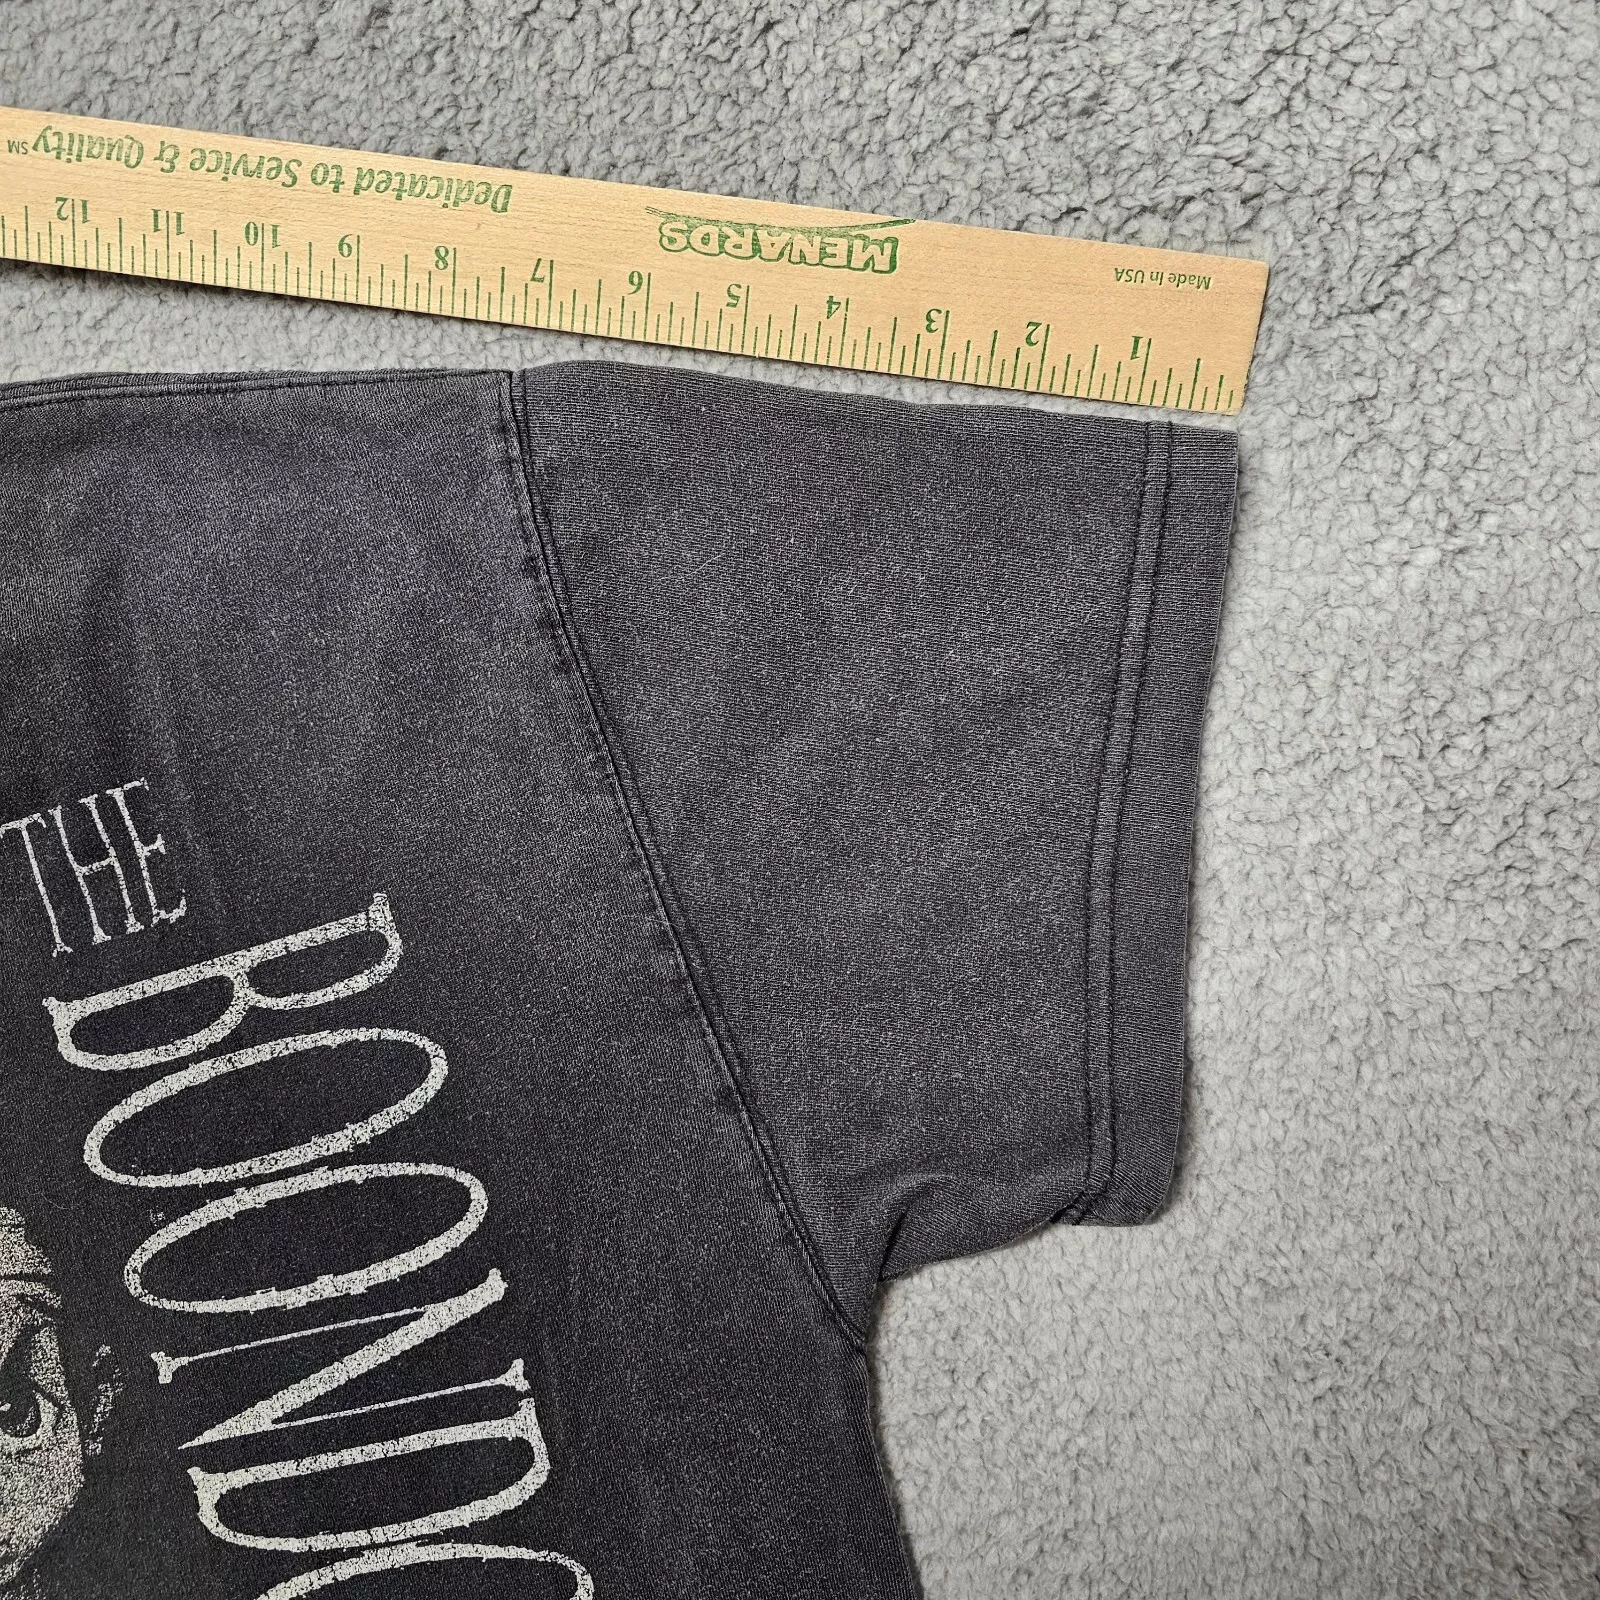 Made in USA
MENARDS
Dedicated to Service & Quality SM
1 2 3 4 5 6 7 8 9 10 11 12
THE
BOOND